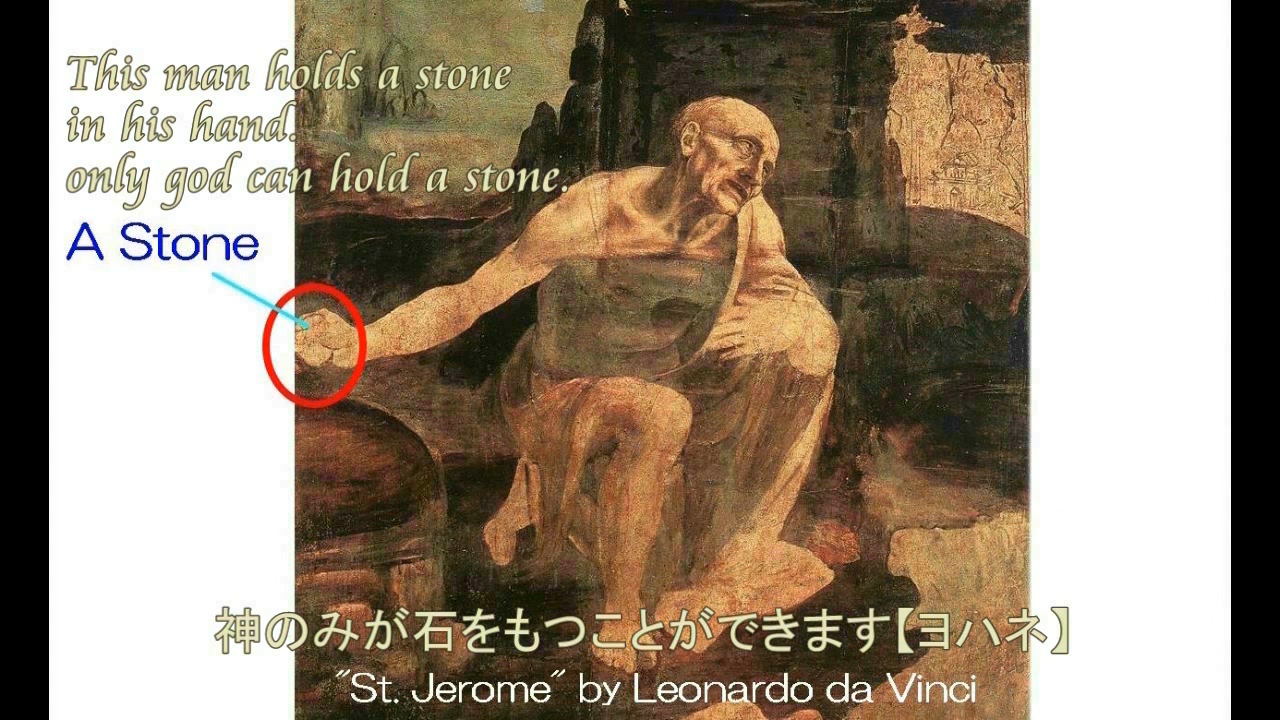 This man holds a stone
in his hand.
only god can hold a stone.
A Stone
神のみが石をもつことができます【ヨハネ】
"St. Jerome" by Leonardo da Vinci